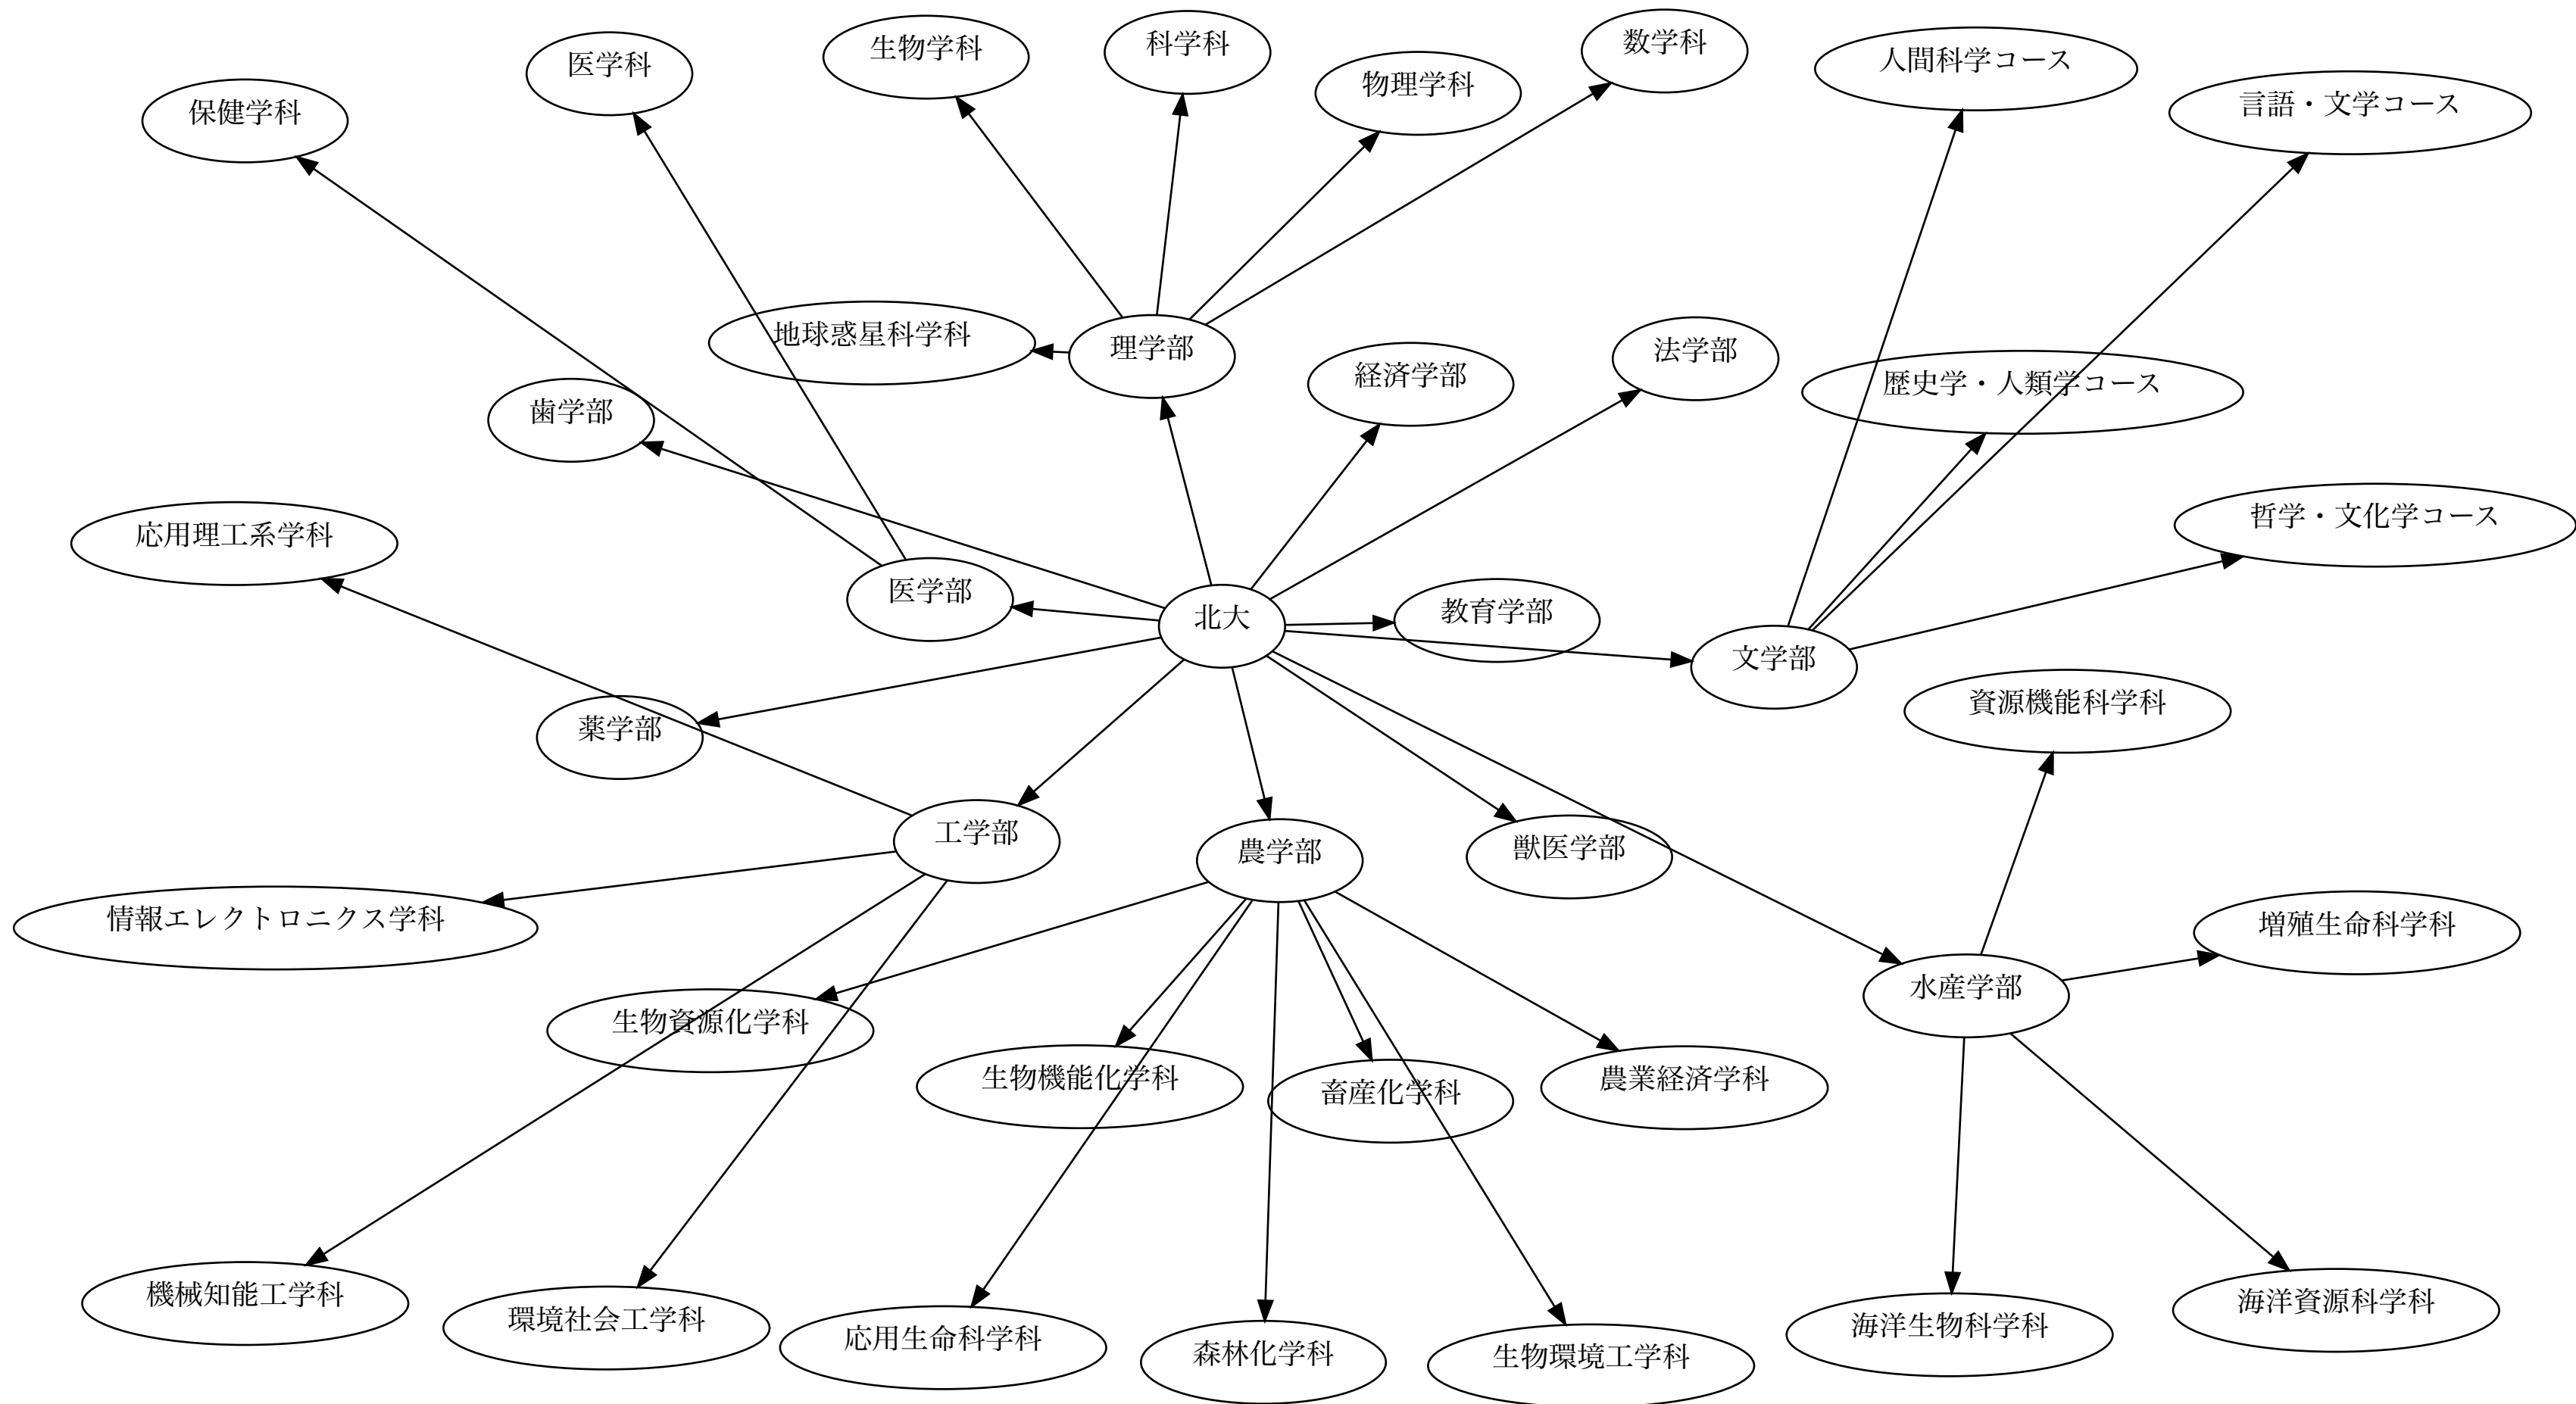 数学科
科学科
生物学科
人間科学コース
医学科
物理学科
言語・文学コース
保健学科
地球惑星科学科
理学部
法学部
経済学部
歴史学・人類学コース
歯学部
哲学・文化学コース
応用理工系学科
医学部
教育学部
北大
文学部
資源機能科学科
薬学部
工学部
獣医学部
農学部
情報エレクトロニクス学科
増殖生命科学科
水産学部
生物資源化学科
生物機能化学科
農業経済学科
畜産化学科
機械知能工学科
海洋資源科学科
環境社会工学科
海洋生物科学科
応用生命科学科
森林化学科
生物環境工学科